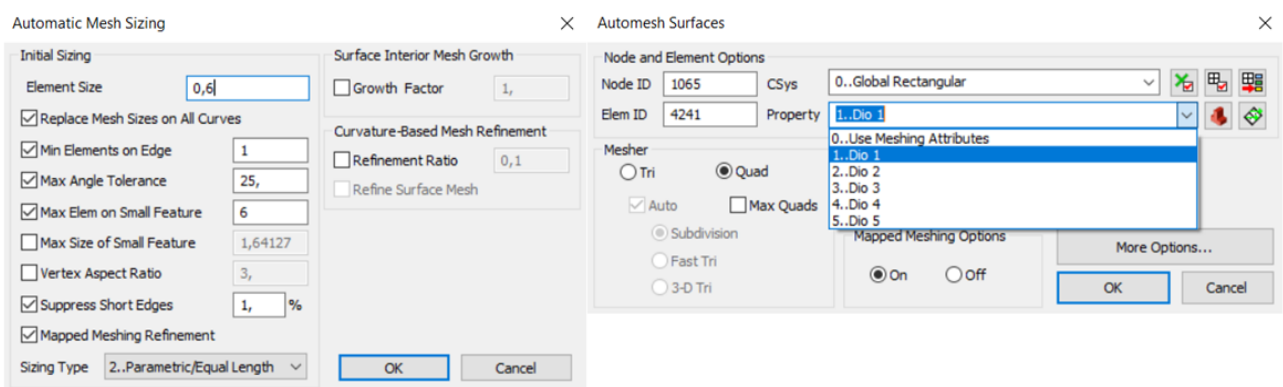 Automatic Mesh Sizing
Initial Sizing
Element Size 0,6
Replace Mesh Sizes on All Curves
Min Elements on Edge 1
Max Angle Tolerance 25,
Max Elem on Small Feature 6
Max Size of Small Feature 1,64127
Vertex Aspect Ratio 3,
Suppress Short Edges 1, %
Mapped Meshing Refinement
Sizing Type 2..Parametric/Equal Length
Surface Interior Mesh Growth
Growth Factor 1,
Curvature-Based Mesh Refinement
Refinement Ratio 0,1
Refine Surface Mesh
OK Cancel
Automesh Surfaces
Node and Element Options
Node ID 1065 CSys 0..Global Rectangular
Elem ID 4241 Property 1..Dio 1
0..Use Meshing Attributes
1..Dio 1
2..Dio 2
3..Dio 3
4..Dio 4
5..Dio 5
Mesher
Tri Quad
Auto Max Quads
Subdivision
Fast Tri
3-D Tri
Mapped Meshing Options
On Off
More Options...
OK Cancel